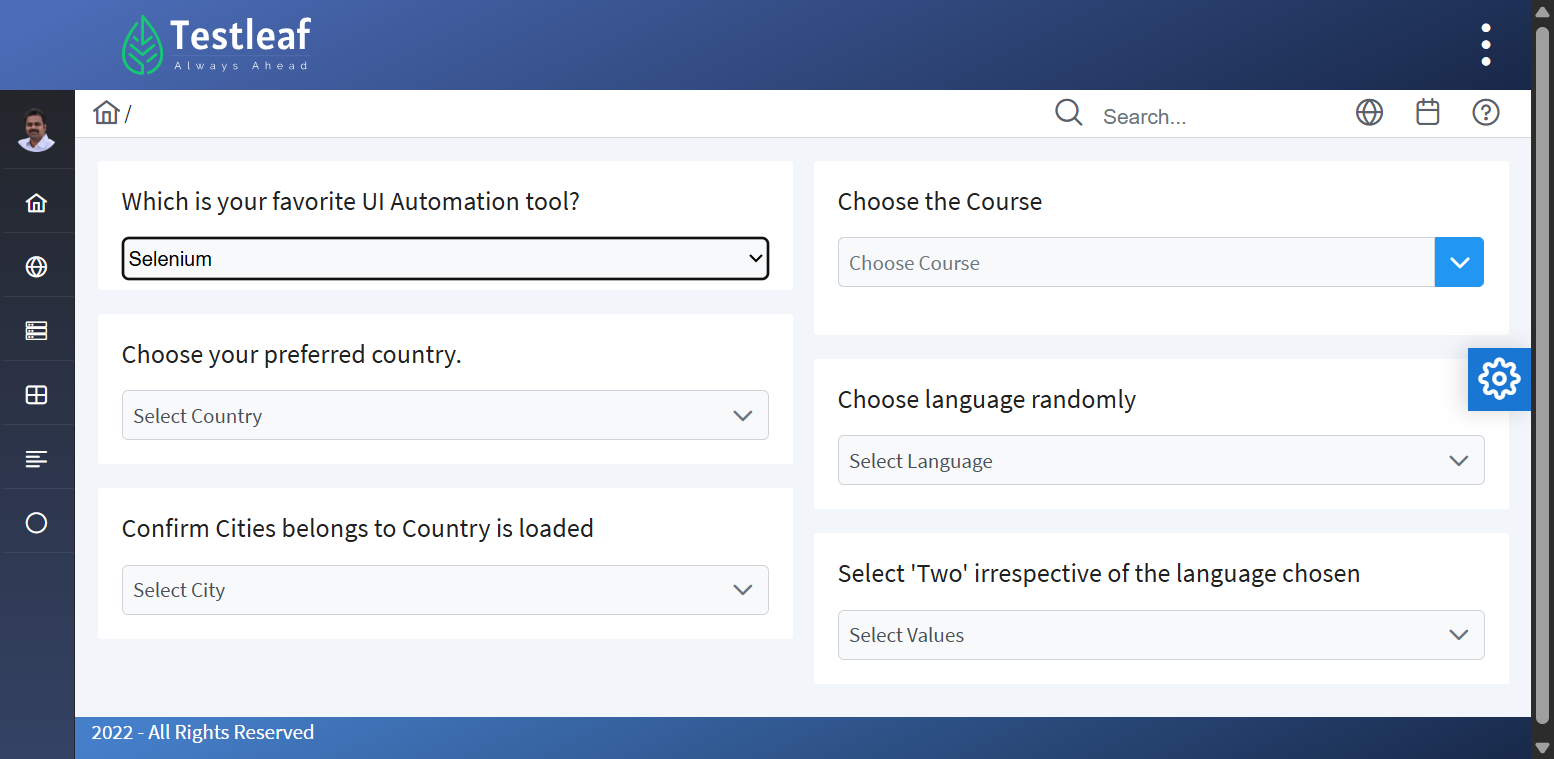 Testleaf
Always Ahead
/
Search...
Which is your favorite UI Automation tool?
Selenium
Choose your preferred country.
Select Country
Confirm Cities belongs to Country is loaded
Select City
Choose the Course
Choose Course
Choose language randomly
Select Language
Select 'Two' irrespective of the language chosen
Select Values
2022 - All Rights Reserved